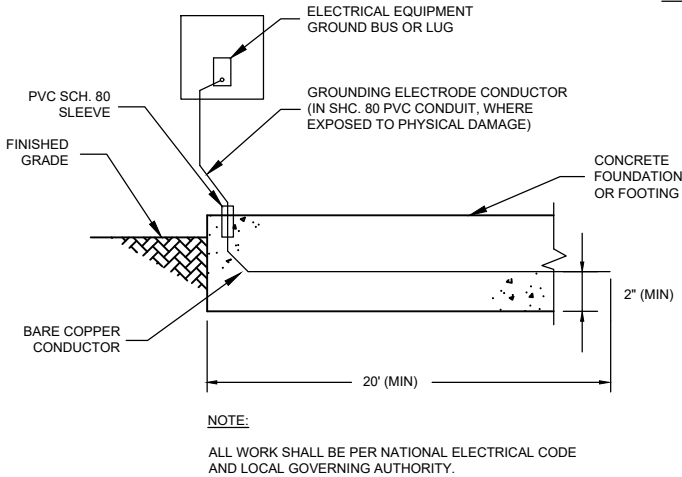 ELECTRICAL EQUIPMENT
GROUND BUS OR LUG
PVC SCH. 80
SLEEVE
GROUNDING ELECTRODE CONDUCTOR
(IN SHC. 80 PVC CONDUIT, WHERE
EXPOSED TO PHYSICAL DAMAGE)
FINISHED
GRADE
CONCRETE
FOUNDATION
OR FOOTING
2" (MIN)
BARE COPPER
CONDUCTOR
20' (MIN)
NOTE:
ALL WORK SHALL BE PER NATIONAL ELECTRICAL CODE
AND LOCAL GOVERNING AUTHORITY.